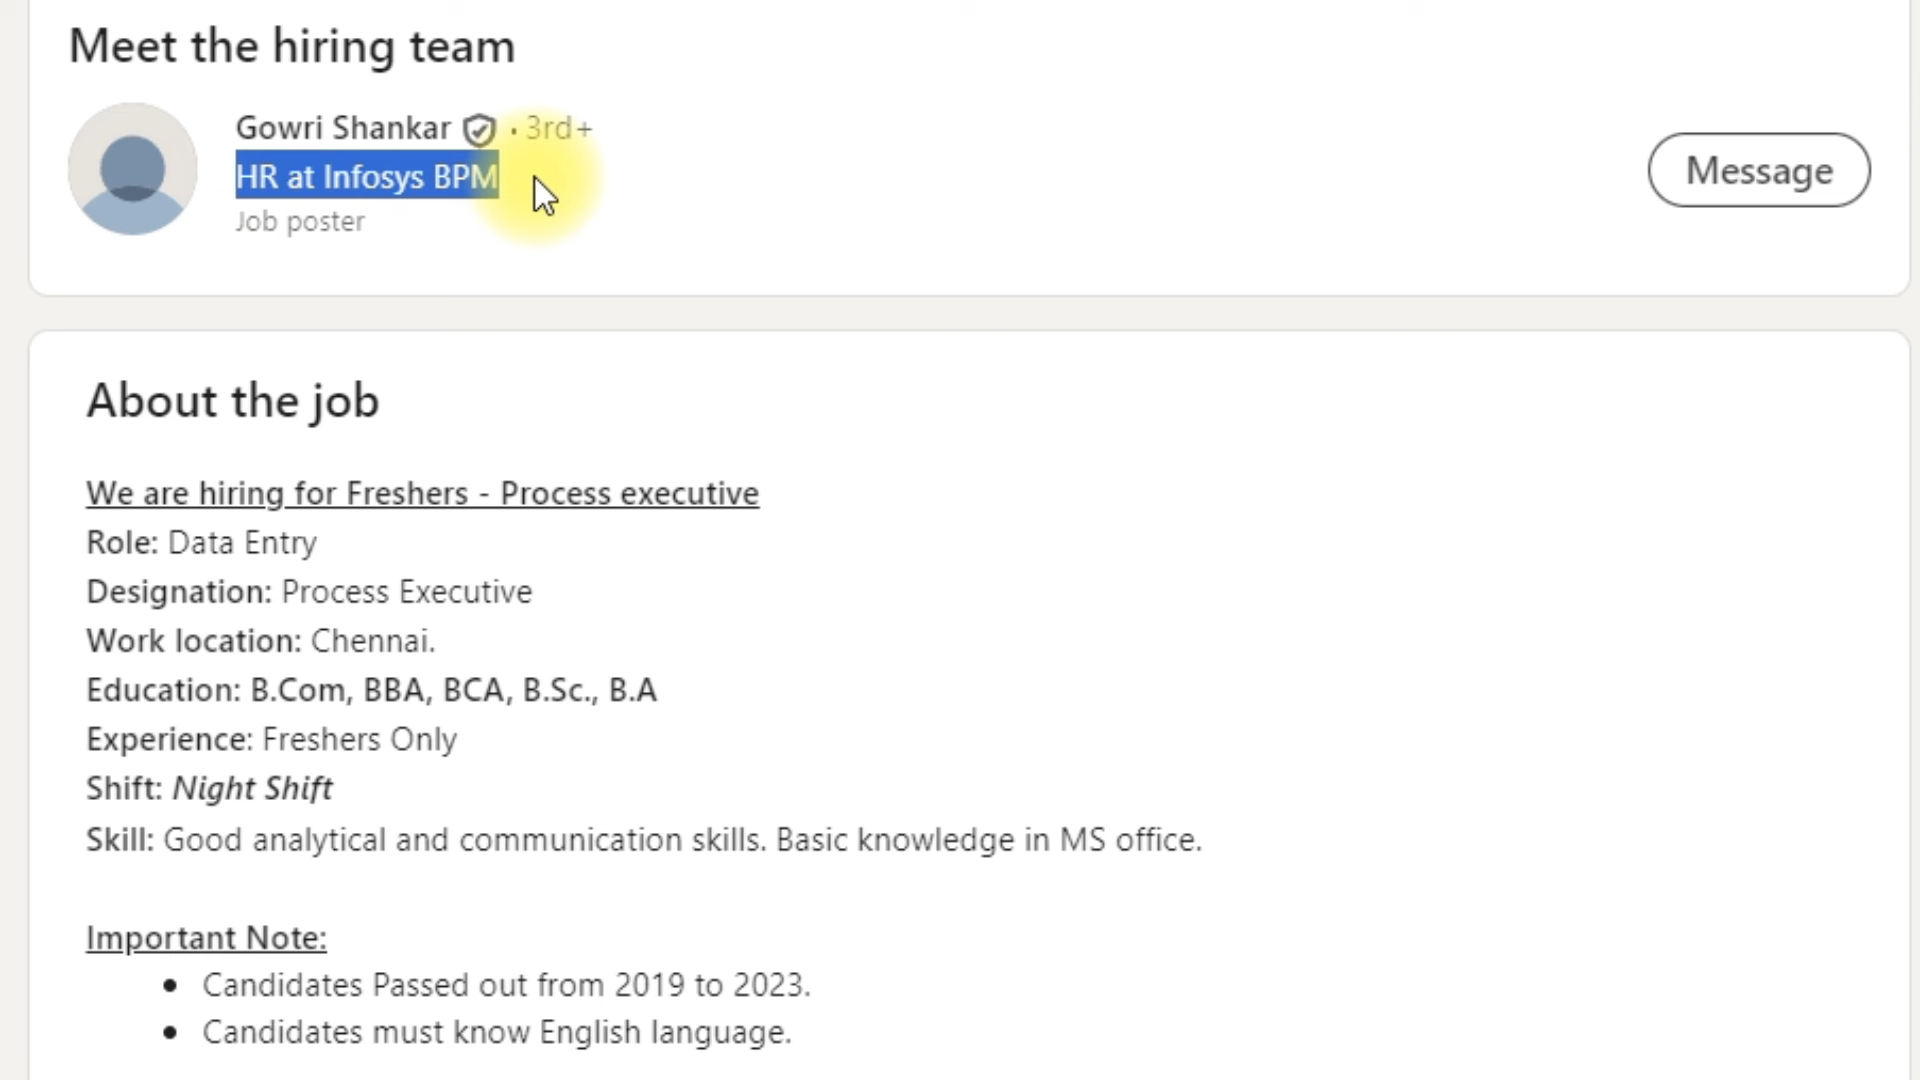 Meet the hiring team
Gowri Shankar • 3rd+
HR at Infosys BPM
Job poster
Message
About the job
We are hiring for Freshers - Process executive
Role: Data Entry
Designation: Process Executive
Work location: Chennai.
Education: B.Com, BBA, BCA, B.Sc., B.A
Experience: Freshers Only
Shift: Night Shift
Skill: Good analytical and communication skills. Basic knowledge in MS office.
Important Note:
• Candidates Passed out from 2019 to 2023.
• Candidates must know English language.